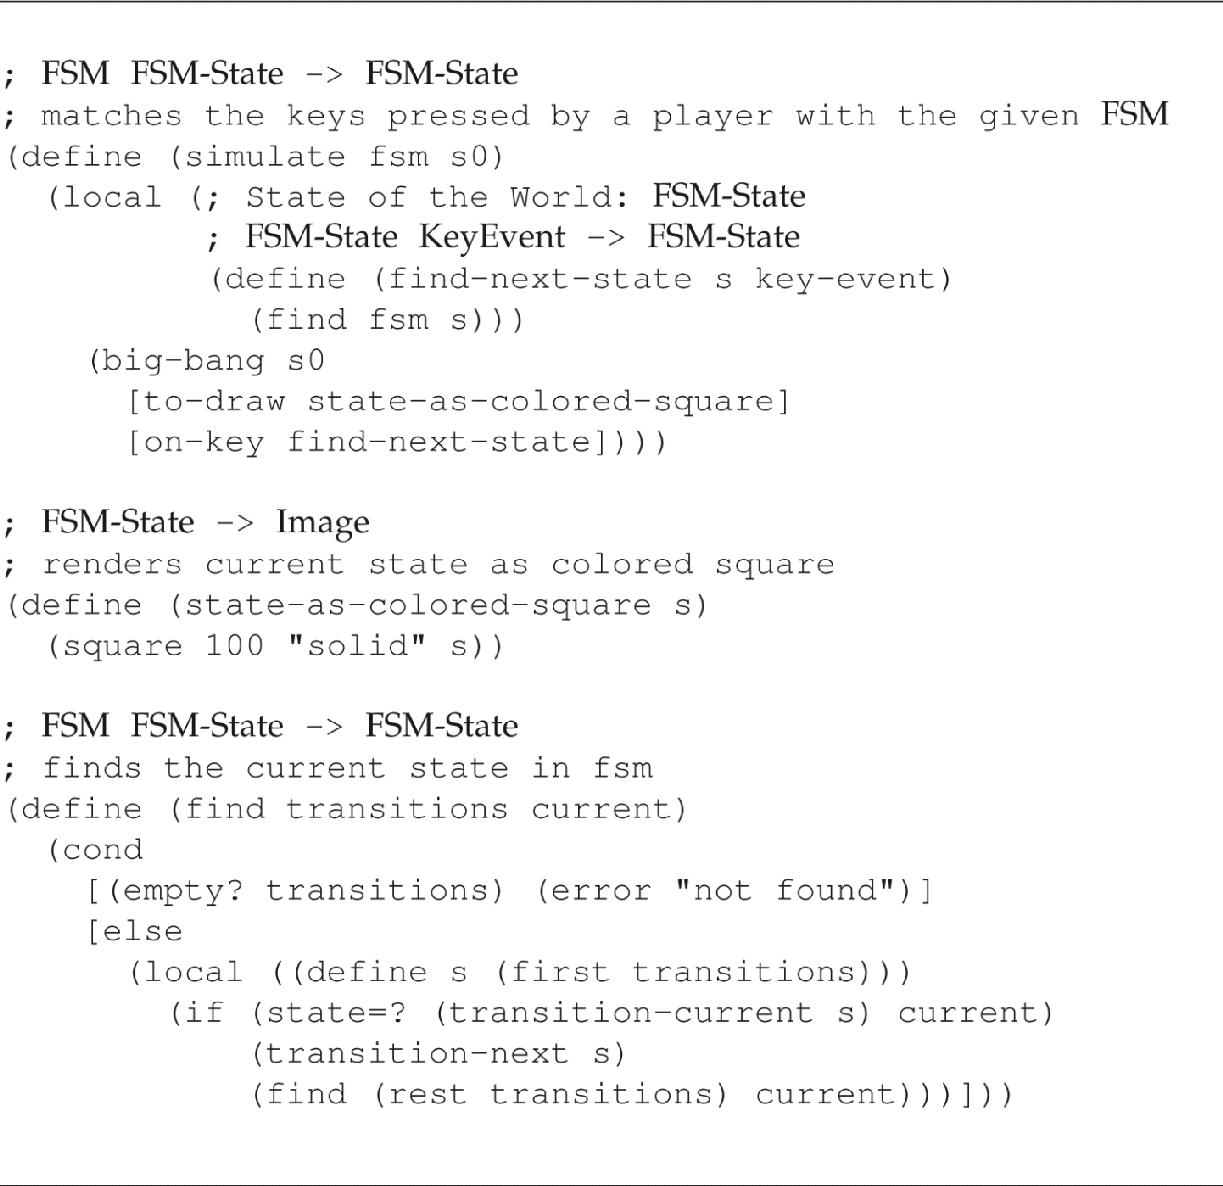 ; FSM FSM-State -> FSM-State
; matches the keys pressed by a player with the given FSM
(define (simulate fsm s0)
  (local (; State of the World: FSM-State
          ; FSM-State KeyEvent -> FSM-State
          (define (find-next-state s key-event)
            (find fsm s)))
    (big-bang s0
      [to-draw state-as-colored-square]
      [on-key find-next-state])))

; FSM-State -> Image
; renders current state as colored square
(define (state-as-colored-square s)
  (square 100 "solid" s))

; FSM FSM-State -> FSM-State
; finds the current state in fsm
(define (find transitions current)
  (cond
    [(empty? transitions) (error "not found")]
    [else
      (local ((define s (first transitions)))
        (if (state=? (transition-current s) current)
            (transition-next s)
            (find (rest transitions) current)))]))